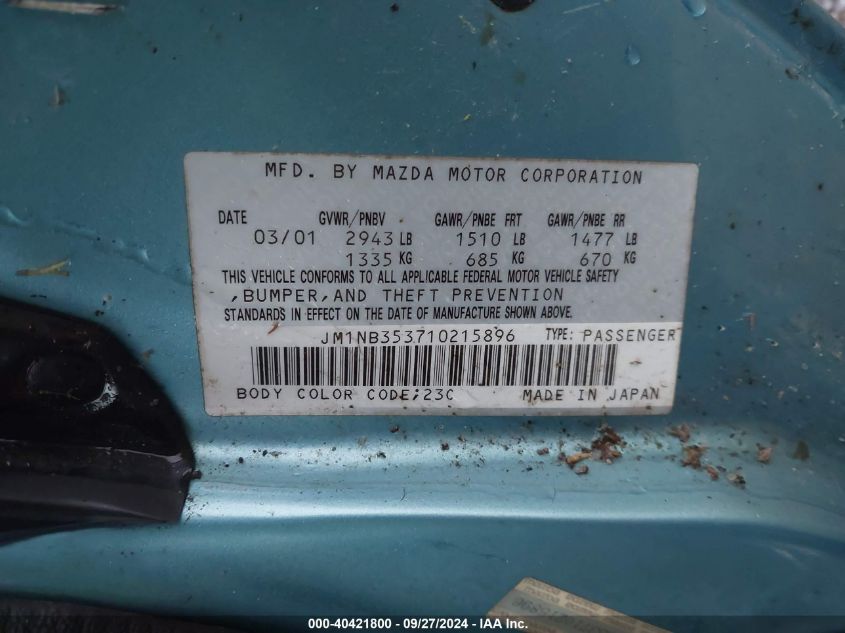 MFD. BY MAZDA MOTOR CORPORATION
DATE GVWR/PNBV GAWR/PNBE FRT GAWR/PNBE RR
03/01 2943 LB 1510 LB 1477 LB
1335 KG 685 KG 670 KG
THIS VEHICLE CONFORMS TO ALL APPLICABLE FEDERAL MOTOR VEHICLE SAFETY
,BUMPER,AND THEFT PREVENTION
STANDARDS IN EFFECT ON THE DATE OF MANUFACTURE SHOWN ABOVE.
JM1NB353710215896 TYPE: PASSENGER
BODY COLOR CODE;23C MADE IN JAPAN
000-40421800 - 09/27/2024 - IAA Inc.